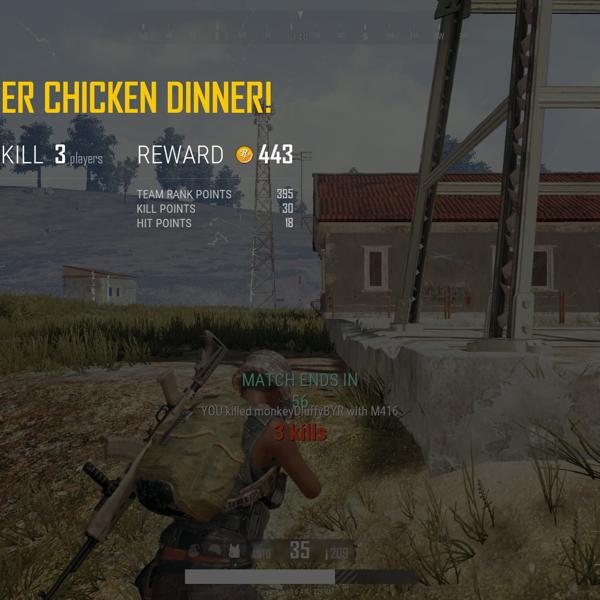 ER CHICKEN DINNER!
KILL 3 players
REWARD 443
TEAM RANK POINTS 395
KILL POINTS 30
HIT POINTS 18
MATCH ENDS IN
56
YOU killed monkeyDluffyBYR with M416
3 kills
AUTO 35 209